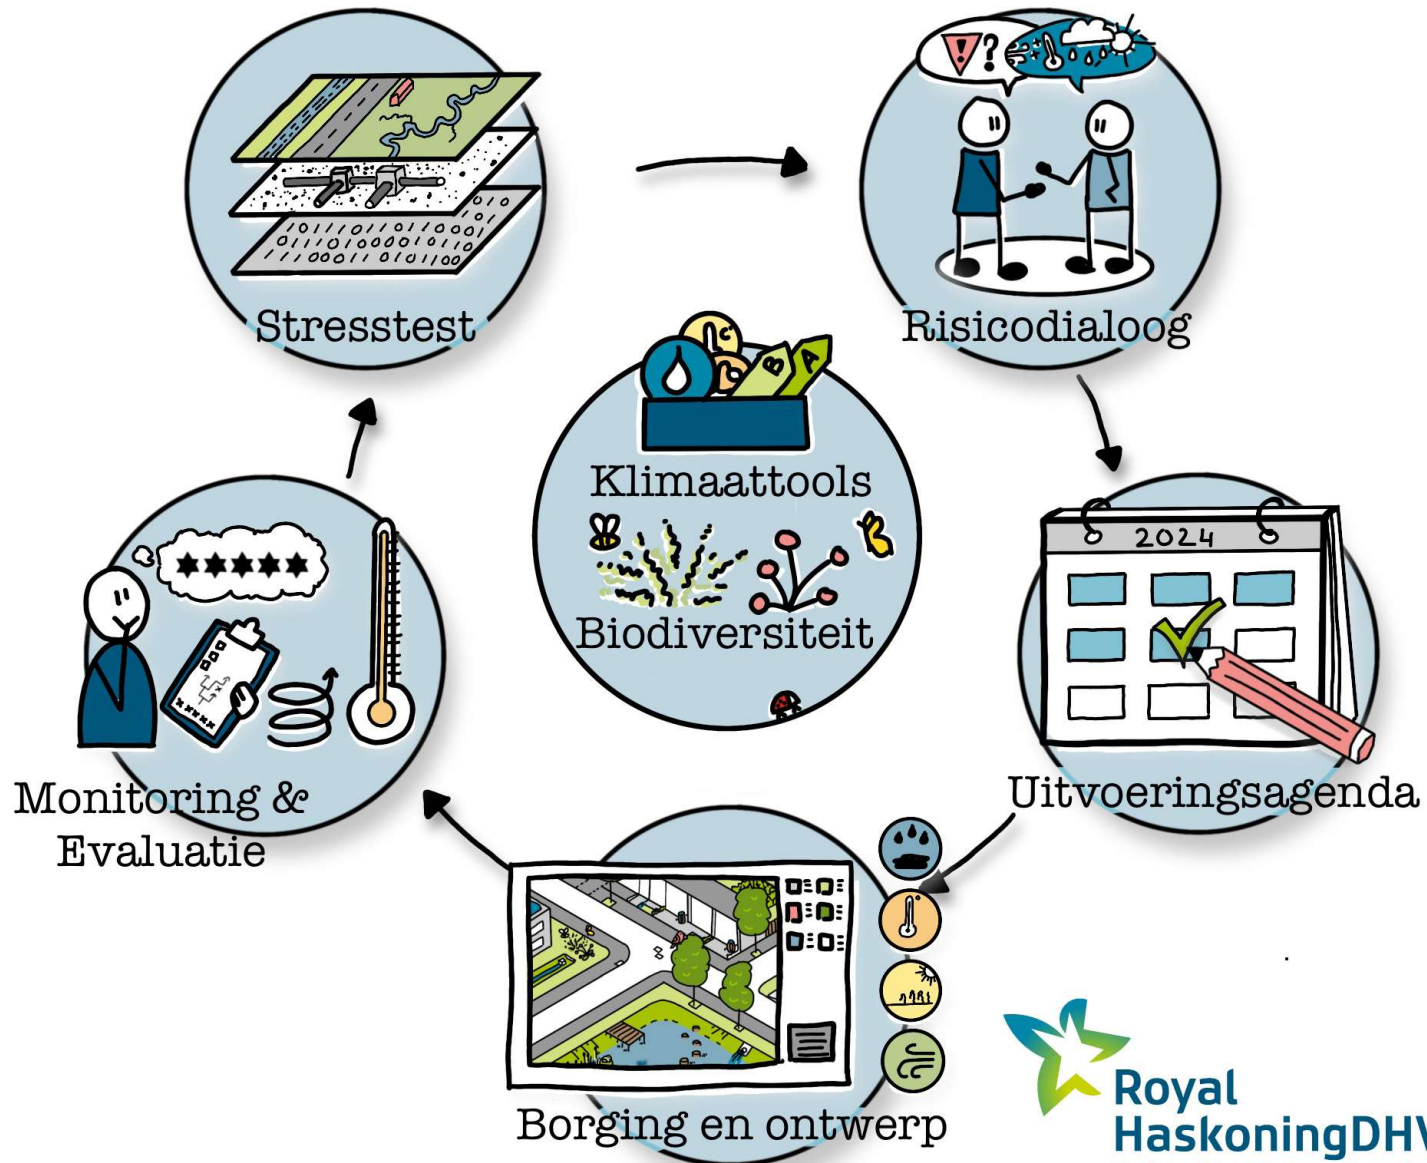 Stresstest
Risicodialoog
!?
B A
Klimaattools
Biodiversiteit
2024
Uitvoeringsagenda
Monitoring &
Evaluatie
Borging en ontwerp
Royal
HaskoningDHV